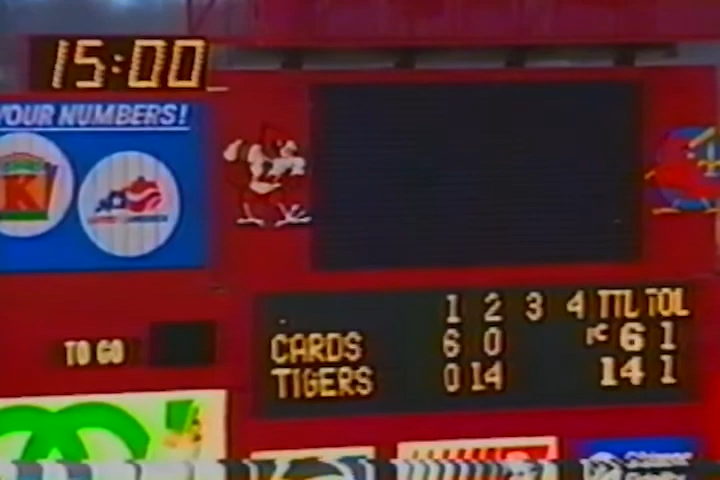 15:00
YOUR NUMBERS!
K
1 2 3 4 TTL TOL
CARDS 6 0 6 1
TIGERS 0 14 14 1
TO GO